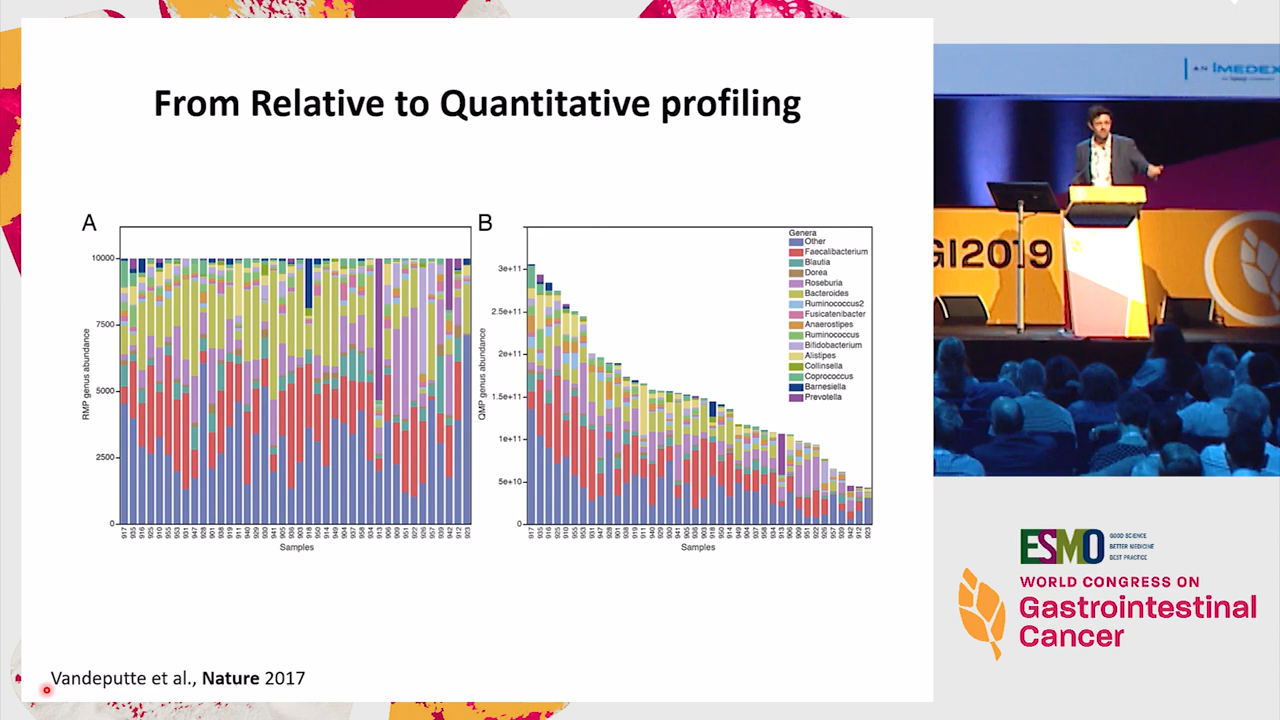 From Relative to Quantitative profiling
A
10000
7500
5000
2500
0
RMP genus abundance
Samples
B
3e+11
2.5e+11
2e+11
1.5e+11
1e+11
5e+10
0
QMP genus abundance
Samples
Genera
Other
Faecalibacterium
Blautia
Dorea
Roseburia
Bacteroides
Ruminococcus2
Fusicatenibacter
Anaerostipes
Ruminococcus
Bifidobacterium
Alistipes
Collinsella
Coprococcus
Barnesiella
Prevotella
Vandeputte et al., Nature 2017
AN IMEDEX
GI2019
ESMO
GOOD SCIENCE
BETTER MEDICINE
BEST PRACTICE
WORLD CONGRESS ON
Gastrointestinal
Cancer